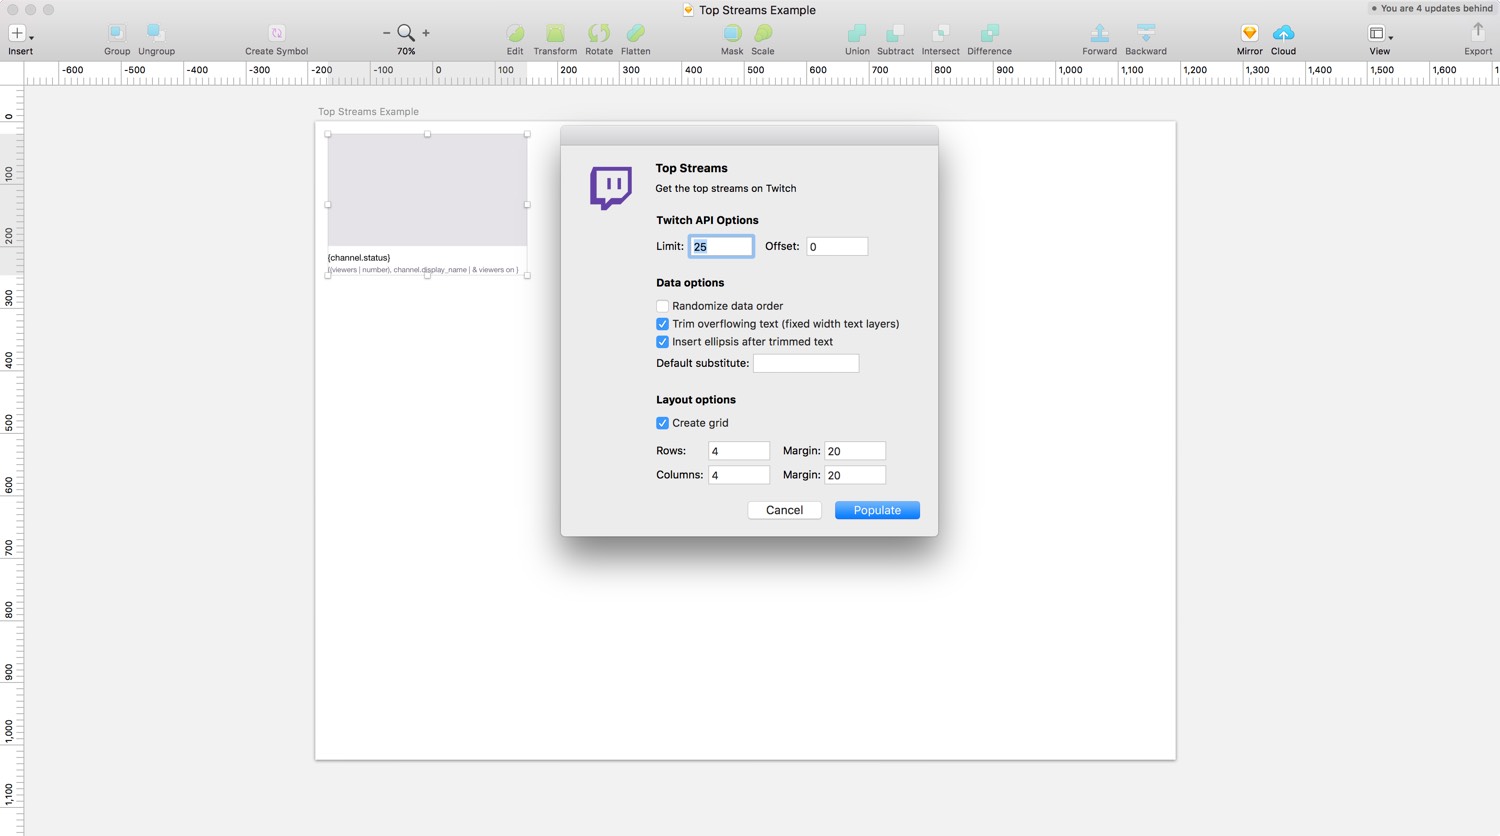 Top Streams Example
You are 4 updates behind
Insert
Group
Ungroup
Create Symbol
70%
Edit
Transform
Rotate
Flatten
Mask
Scale
Union
Subtract
Intersect
Difference
Forward
Backward
Mirror
Cloud
View
Export
-600 -500 -400 -300 -200 -100 0 100 200 300 400 500 600 700 800 900 1,000 1,100 1,200 1,300 1,400 1,500 1,600
0
100
200
300
400
500
600
700
800
900
1,000
1,100
Top Streams Example
{channel.status}
{(viewers | number), channel.display_name | & viewers on }
Top Streams
Get the top streams on Twitch
Twitch API Options
Limit: 25 Offset: 0
Data options
Randomize data order
Trim overflowing text (fixed width text layers)
Insert ellipsis after trimmed text
Default substitute:
Layout options
Create grid
Rows: 4 Margin: 20
Columns: 4 Margin: 20
Cancel Populate